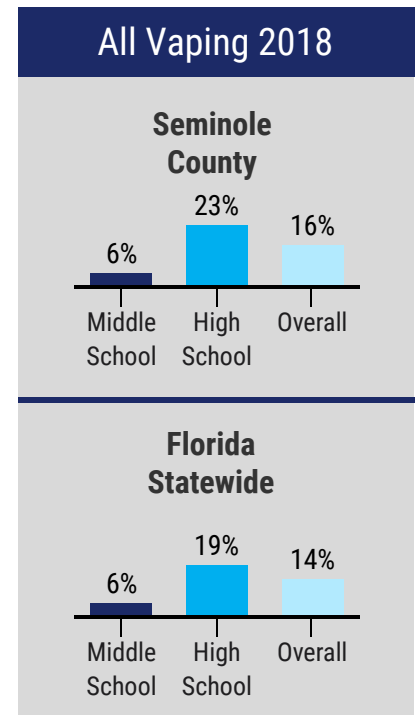 All Vaping 2018
Seminole
County
6%
23%
16%
Middle
School
High
School
Overall
Florida
Statewide
6%
19%
14%
Middle
School
High
School
Overall